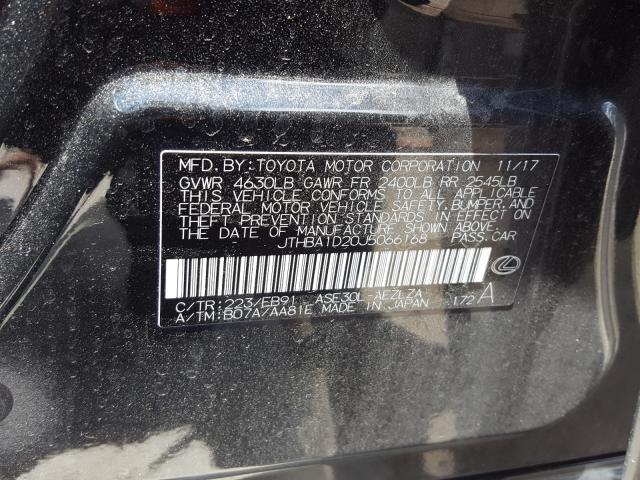 MFD. BY: TOYOTA MOTOR CORPORATION 11/17
GVWR 4630LB GAWR FR 2400LB RR 2545LB
THIS VEHICLE CONFORMS TO ALL APPLICABLE
FEDERAL MOTOR VEHICLE SAFETY, BUMPER, AND
THEFT PREVENTION STANDARDS IN EFFECT ON
THE DATE OF MANUFACTURE SHOWN ABOVE.
JTHBA1D20J5066168 PASS.CAR
C/TR: 223/EB91 ASE30L-AEZLZA
A/TM: B07A/AA81E MADE IN JAPAN 172 A